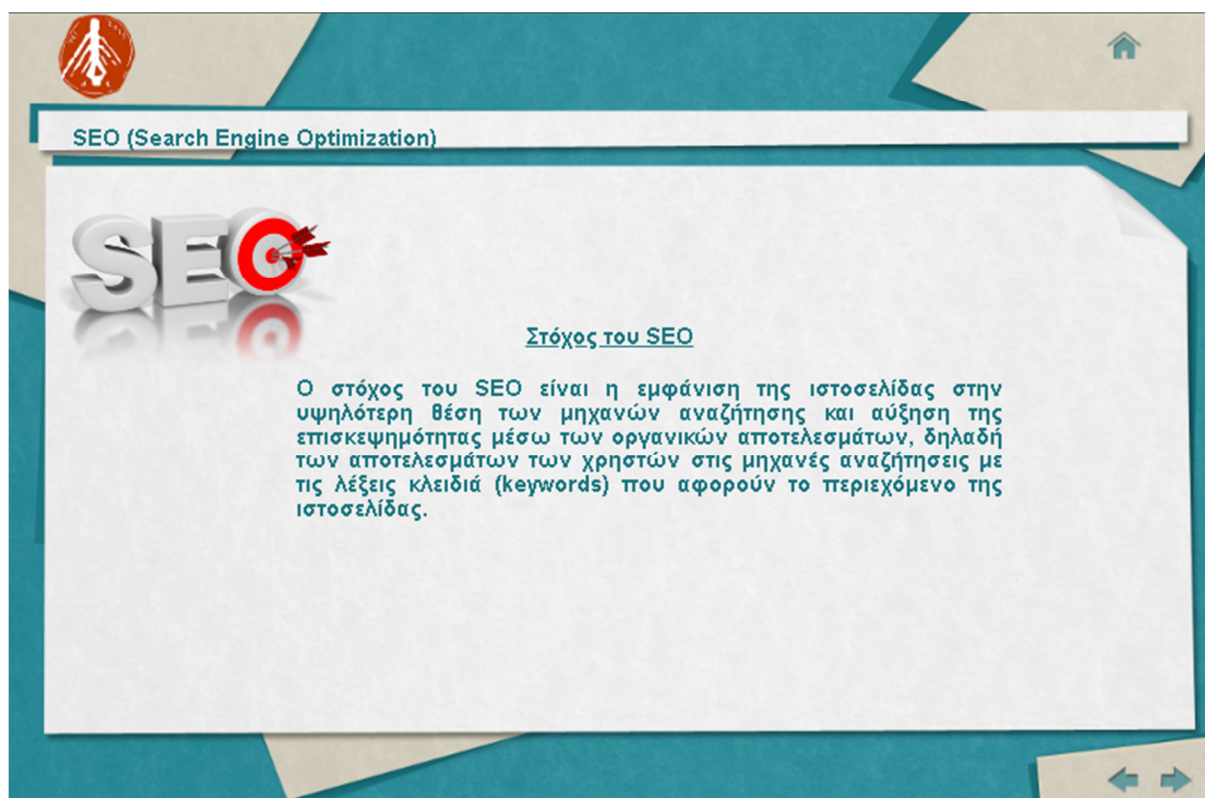 SEO (Search Engine Optimization)
SEO
Στόχος του SEO
Ο στόχος του SEO είναι η εμφάνιση της ιστοσελίδας στην
υψηλότερη θέση των μηχανών αναζήτησης και αύξηση της
επισκεψημότητας μέσω των οργανικών αποτελεσμάτων, δηλαδή
των αποτελεσμάτων των χρηστών στις μηχανές αναζήτησεις με
τις λέξεις κλειδιά (keywords) που αφορούν το περιεχόμενο της
ιστοσελίδας.